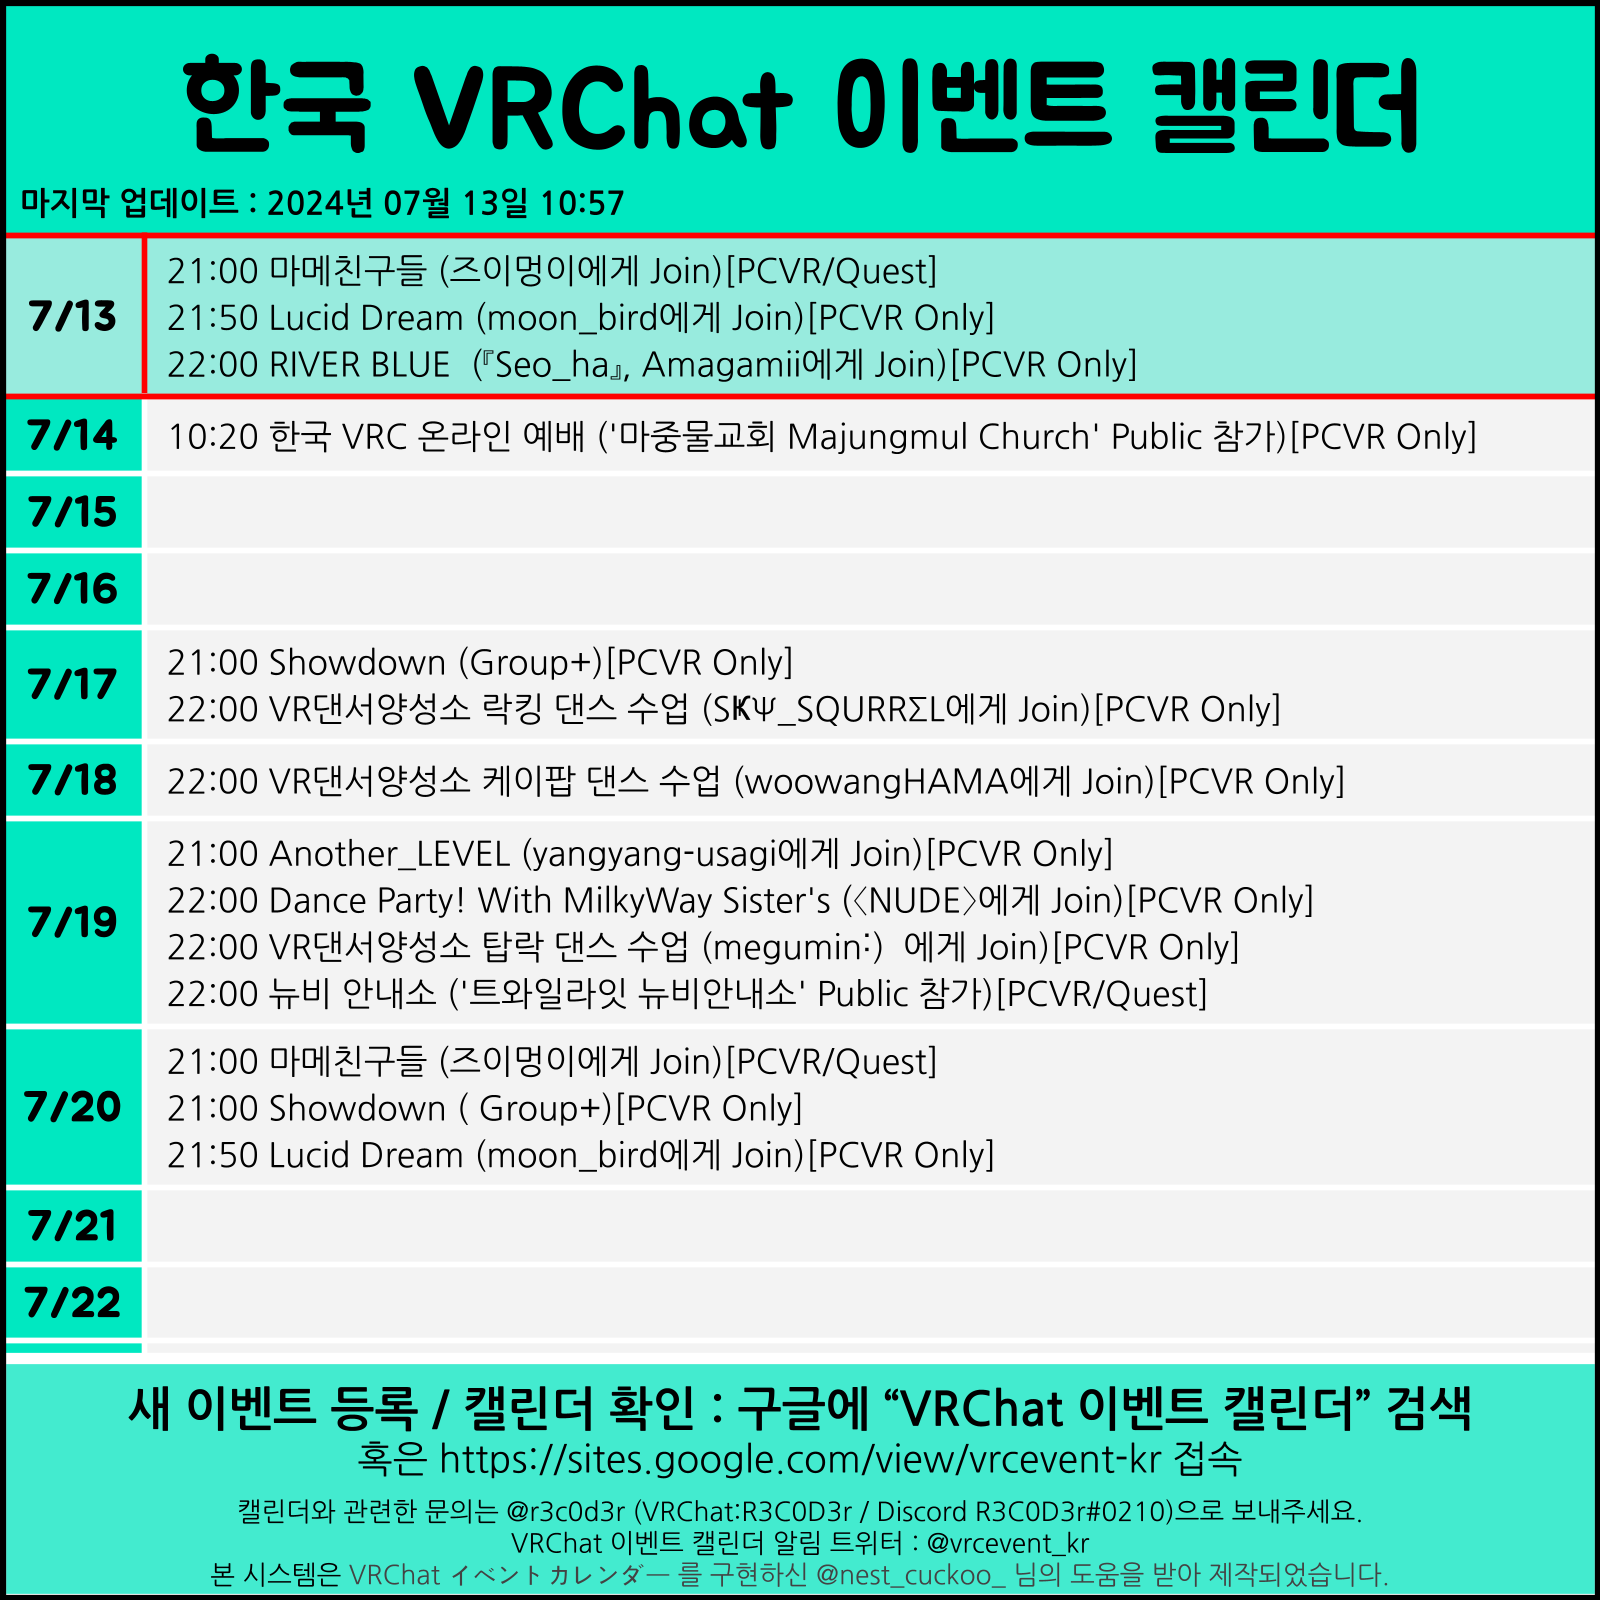 한국 VRChat 이벤트 캘린더
마지막 업데이트 : 2024년 07월 13일 10:57
7/13
21:00 마메친구들 (즈이멍이에게 Join)[PCVR/Quest]
21:50 Lucid Dream (moon_bird에게 Join)[PCVR Only]
22:00 RIVER BLUE  (『Seo_ha』, Amagamii에게 Join)[PCVR Only]
7/14
10:20 한국 VRC 온라인 예배 ('마중물교회 Majungmul Church' Public 참가)[PCVR Only]
7/15
7/16
7/17
21:00 Showdown (Group+)[PCVR Only]
22:00 VR댄서양성소 락킹 댄스 수업 (SꀘΨ_SQURRΣL에게 Join)[PCVR Only]
7/18
22:00 VR댄서양성소 케이팝 댄스 수업 (woowangHAMA에게 Join)[PCVR Only]
7/19
21:00 Another_LEVEL (yangyang-usagi에게 Join)[PCVR Only]
22:00 Dance Party! With MilkyWay Sister's (〈NUDE〉에게 Join)[PCVR Only]
22:00 VR댄서양성소 탑락 댄스 수업 (megumin:)  에게 Join)[PCVR Only]
22:00 뉴비 안내소 ('트와일라잇 뉴비안내소' Public 참가)[PCVR/Quest]
7/20
21:00 마메친구들 (즈이멍이에게 Join)[PCVR/Quest]
21:00 Showdown ( Group+)[PCVR Only]
21:50 Lucid Dream (moon_bird에게 Join)[PCVR Only]
7/21
7/22
새 이벤트 등록 / 캘린더 확인 : 구글에 “VRChat 이벤트 캘린더” 검색
혹은 https://sites.google.com/view/vrcevent-kr 접속
캘린더와 관련한 문의는 @r3c0d3r (VRChat:R3C0D3r / Discord R3C0D3r#0210)으로 보내주세요.
VRChat 이벤트 캘린더 알림 트위터 : @vrcevent_kr
본 시스템은 VRChat イベントカレンダー 를 구현하신 @nest_cuckoo_ 님의 도움을 받아 제작되었습니다.